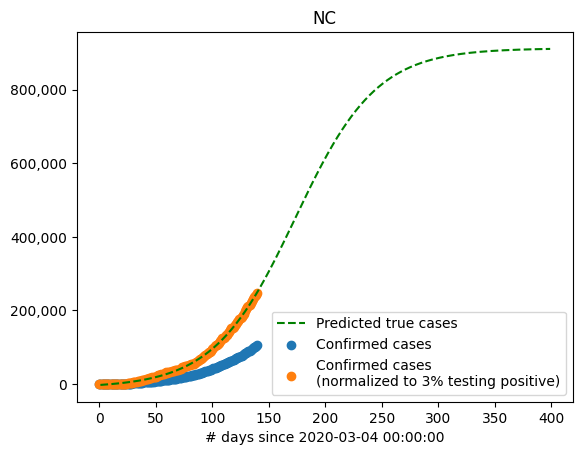 NC
800,000
600,000
400,000
200,000
0
Predicted true cases
Confirmed cases
Confirmed cases
(normalized to 3% testing positive)
0 50 100 150 200 250 300 350 400
# days since 2020-03-04 00:00:00